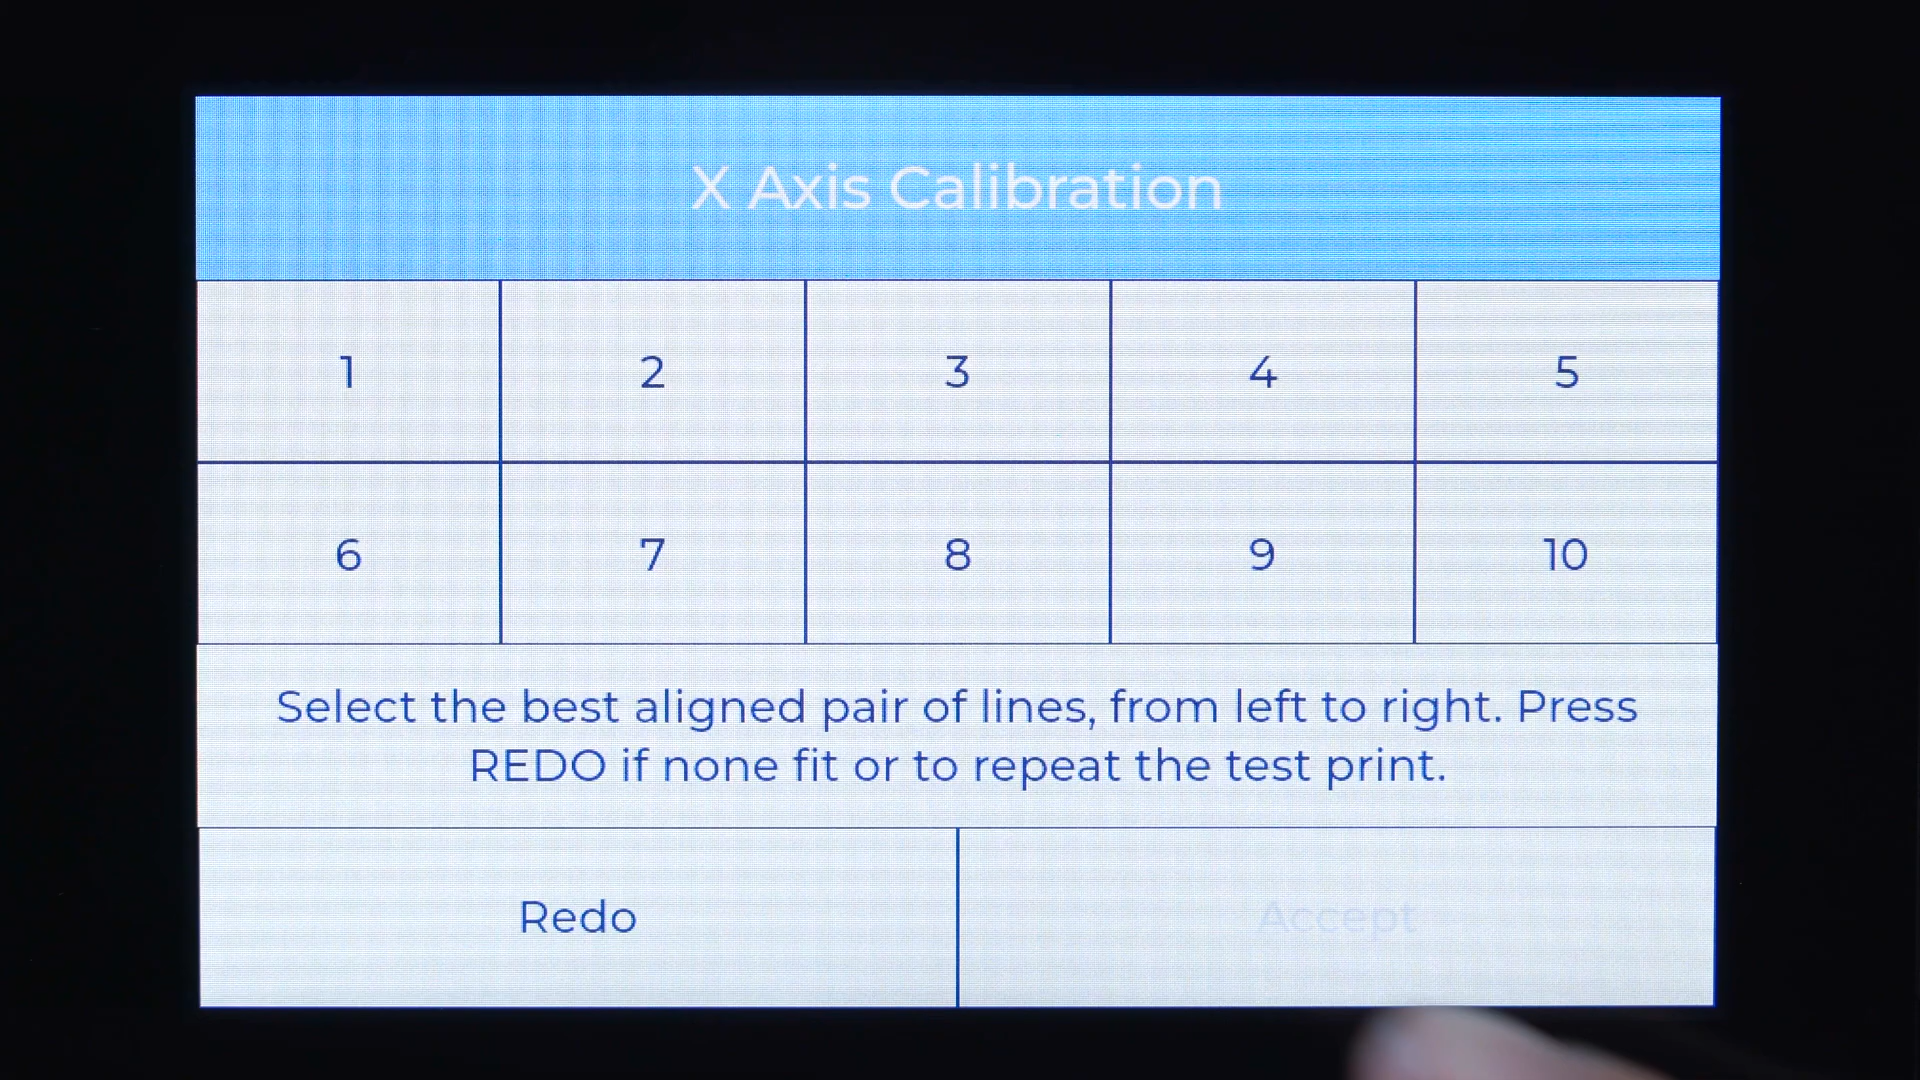 X Axis Calibration
1 2 3 4 5
6 7 8 9 10
Select the best aligned pair of lines, from left to right. Press
REDO if none fit or to repeat the test print.
Redo Accept